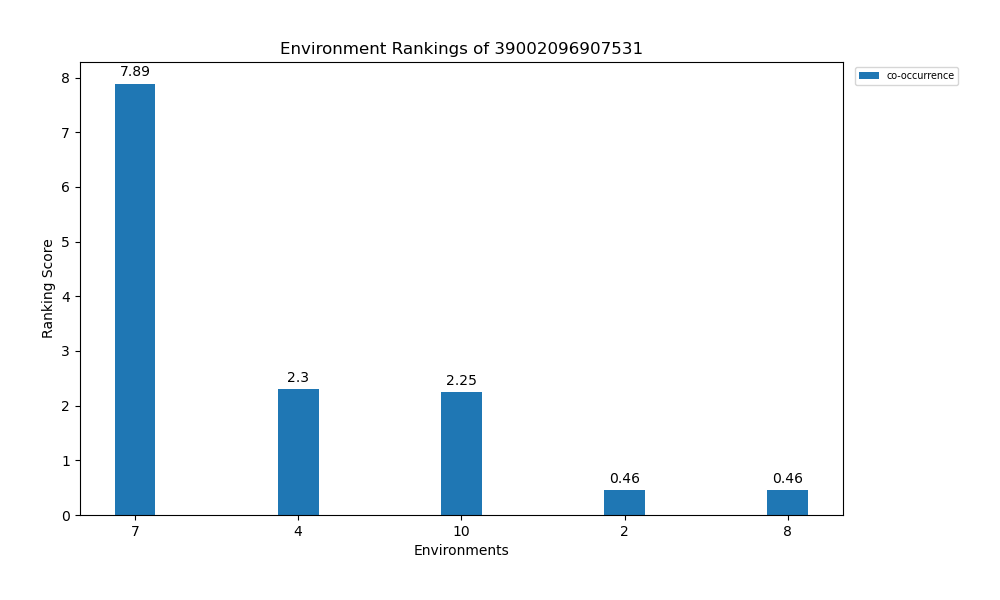 Environment Rankings of 39002096907531
co-occurrence
Ranking Score
8
7
6
5
4
3
2
1
0
7.89
2.3
2.25
0.46
0.46
7 4 10 2 8
Environments